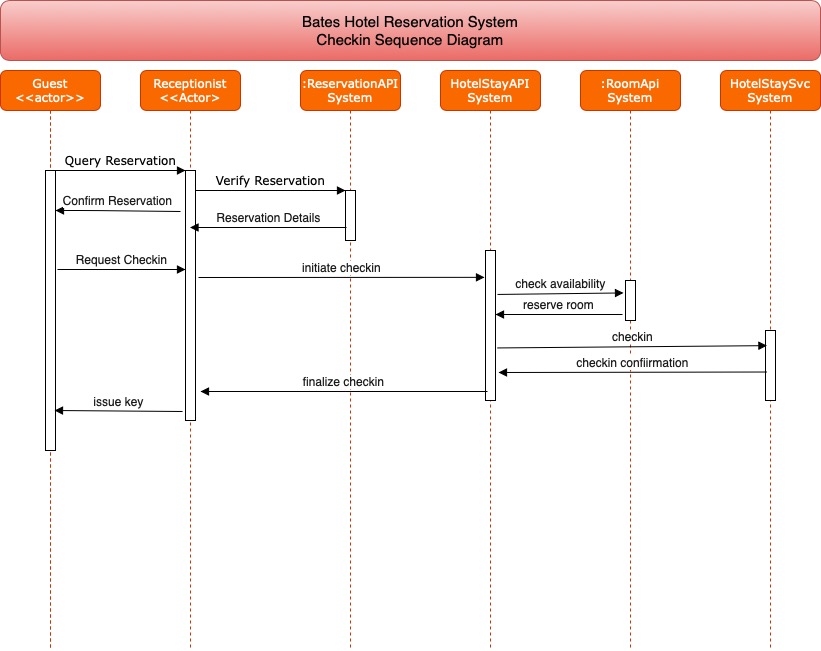 Bates Hotel Reservation System
Checkin Sequence Diagram
Guest
<<actor>>
Receptionist
<<Actor>
:ReservationAPI
System
HotelStayAPI
System
:RoomApi
System
HotelStaySvc
System
Query Reservation
Verify Reservation
Confirm Reservation
Reservation Details
Request Checkin
initiate checkin
check availability
reserve room
checkin
checkin confiirmation
finalize checkin
issue key